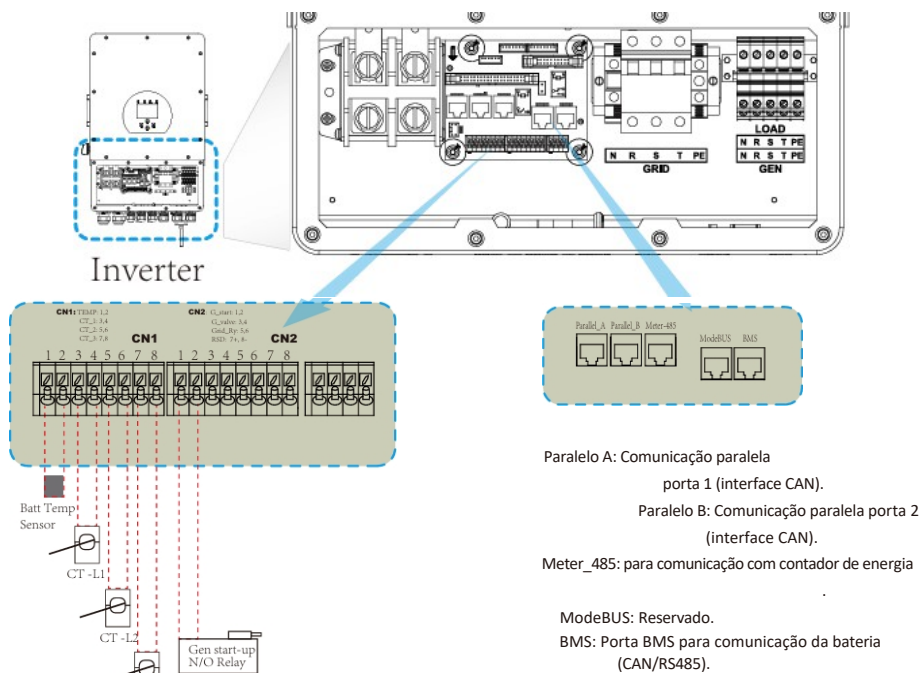 LOAD
N R S T PE
N R S T PE
GEN
N R S T PE
GRID
Inverter
CN1: TEMP: 1,2
CT_1: 3,4
CT_2: 5,6
CT_3: 7,8
CN1
1 2 3 4 5 6 7 8
CN2 G_start: 1,2
G_valve: 3,4
Grid_Ry: 5,6
RSD: 7+, 8-
CN2
1 2 3 4 5 6 7 8
Batt Temp
Sensor
CT -L1
CT -L2
Gen start-up
N/O Relay
Parallel_A Parallel_B Meter-485
ModeBUS BMS
Paralelo A: Comunicação paralela
porta 1 (interface CAN).
Paralelo B: Comunicação paralela porta 2
(interface CAN).
Meter_485: para comunicação com contador de energia
.
ModeBUS: Reservado.
BMS: Porta BMS para comunicação da bateria
(CAN/RS485).